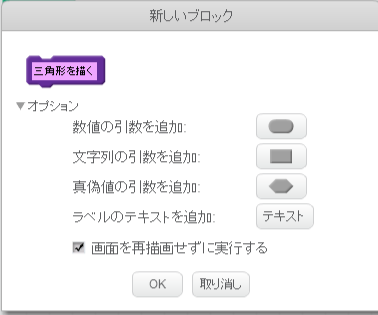 新しいブロック
三角形を描く
▼オプション
数値の引数を追加:
文字列の引数を追加:
真偽値の引数を追加:
ラベルのテキストを追加: テキスト
画面を再描画せずに実行する
OK 取り消し